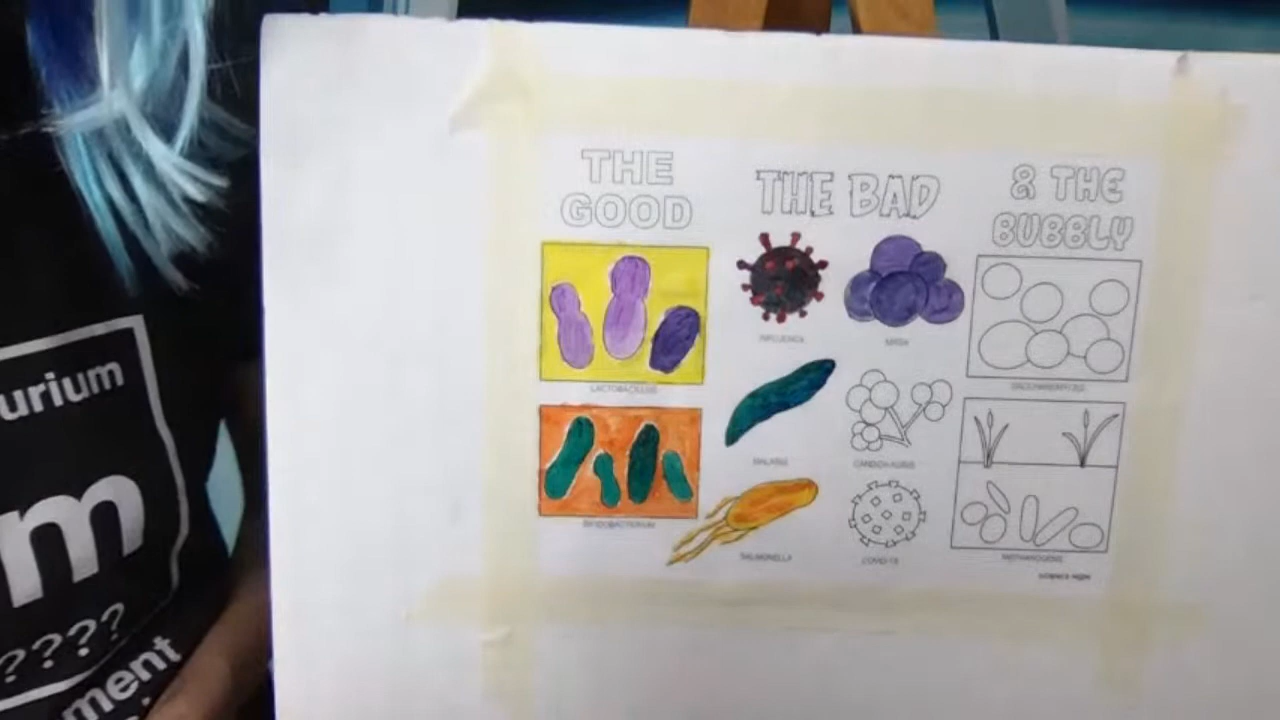 THE
GOOD
THE BAD
& THE
BUBBLY
INFLUENZA
MRSA
LACTOBACILLUS
SACCHAROMYCES
MALARIA
CANDIDA AURIS
BIFIDOBACTERIUM
SALMONELLA
COVID-19
METHANOGENS
urium
m
????
ment